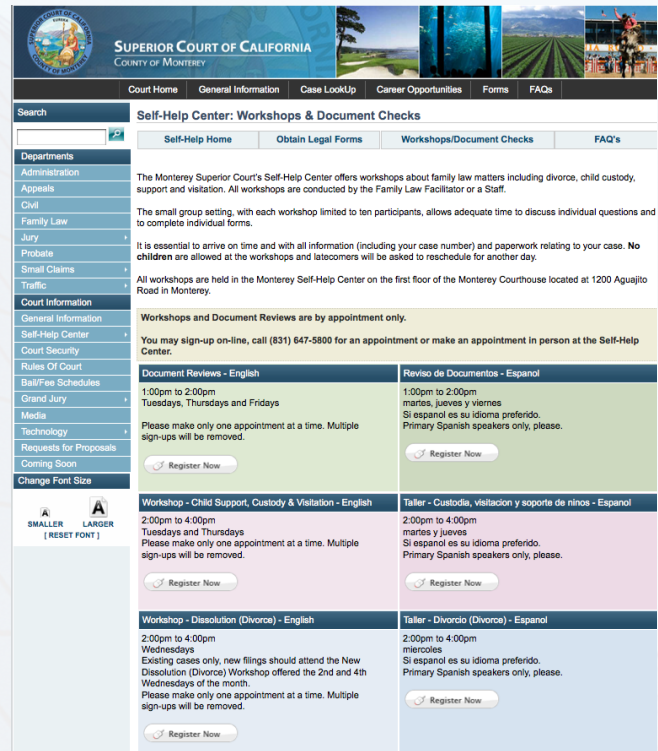 SUPERIOR COURT OF CALIFORNIA
COUNTY OF MONTEREY
Court Home General Information Case LookUp Career Opportunities Forms FAQs
Search
Departments
Administration
Appeals
Civil
Family Law
Jury
Probate
Small Claims
Traffic
Court Information
General Information
Self-Help Center
Court Security
Rules Of Court
Bail/Fee Schedules
Grand Jury
Media
Technology
Requests for Proposals
Coming Soon
Change Font Size
A A
SMALLER LARGER
[ RESET FONT ]
Self-Help Center: Workshops & Document Checks
Self-Help Home Obtain Legal Forms Workshops/Document Checks FAQ's
The Monterey Superior Court's Self-Help Center offers workshops about family law matters including divorce, child custody,
support and visitation. All workshops are conducted by the Family Law Facilitator or a Staff.
The small group setting, with each workshop limited to ten participants, allows adequate time to discuss individual questions and
to complete individual forms.
It is essential to arrive on time and with all information (including your case number) and paperwork relating to your case. No
children are allowed at the workshops and latecomers will be asked to reschedule for another day.
All workshops are held in the Monterey Self-Help Center on the first floor of the Monterey Courthouse located at 1200 Aguajito
Road in Monterey.
Workshops and Document Reviews are by appointment only.
You may sign-up on-line, call (831) 647-5800 for an appointment or make an appointment in person at the Self-Help
Center.
Document Reviews - English
1:00pm to 2:00pm
Tuesdays, Thursdays and Fridays
Please make only one appointment at a time. Multiple
sign-ups will be removed.
Register Now
Reviso de Documentos - Espanol
1:00pm to 2:00pm
martes, jueves y viernes
Si espanol es su idioma preferido.
Primary Spanish speakers only, please.
Register Now
Workshop - Child Support, Custody & Visitation - English
2:00pm to 4:00pm
Tuesdays and Thursdays
Please make only one appointment at a time. Multiple
sign-ups will be removed.
Register Now
Taller - Custodia, visitacion y soporte de ninos - Espanol
2:00pm to 4:00pm
martes y jueves
Si espanol es su idioma preferido.
Primary Spanish speakers only, please.
Register Now
Workshop - Dissolution (Divorce) - English
2:00pm to 4:00pm
Wednesdays
Existing cases only, new filings should attend the New
Dissolution (Divorce) Workshop offered the 2nd and 4th
Wednesdays of the month.
Please make only one appointment at a time. Multiple
sign-ups will be removed.
Register Now
Taller - Divorcio (Divorce) - Espanol
2:00pm to 4:00pm
miercoles
Si espanol es su idioma preferido.
Primary Spanish speakers only, please.
Register Now